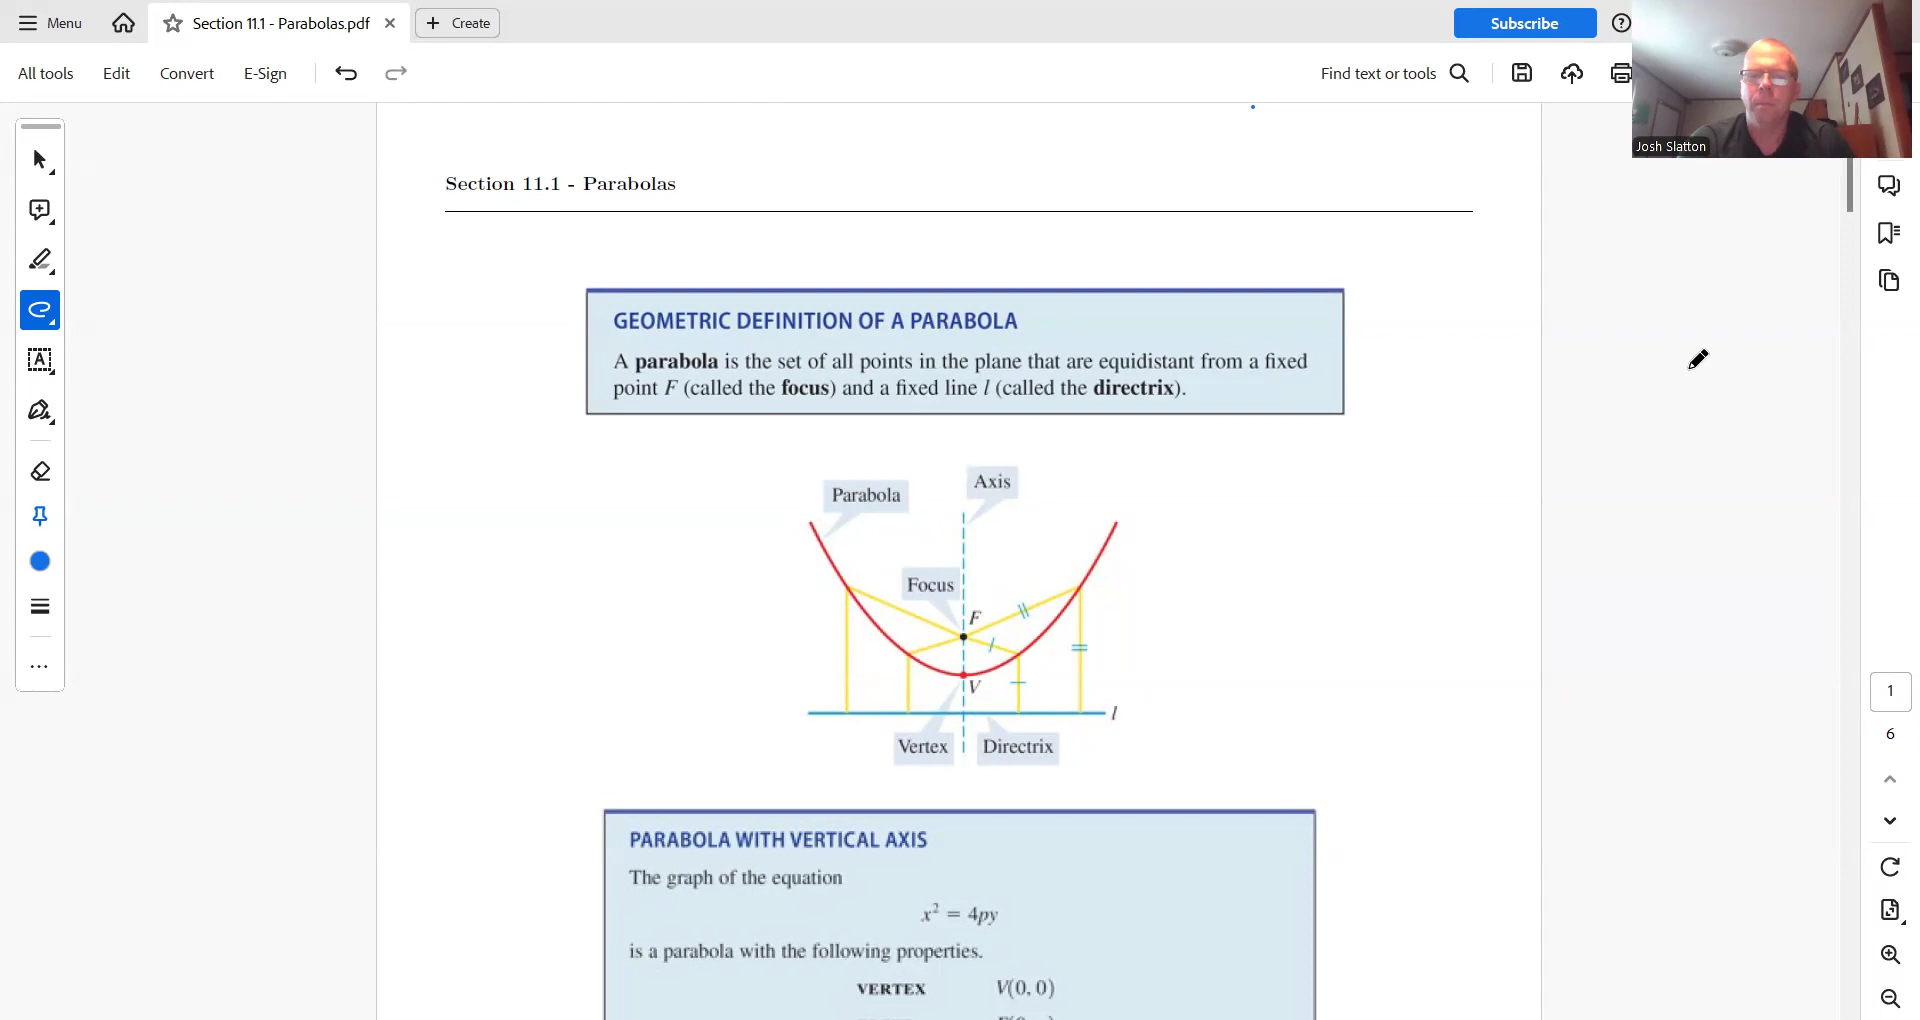 Menu
Section 11.1 - Parabolas.pdf
Create
Subscribe
All tools
Edit
Convert
E-Sign
Find text or tools
Josh Slatton
Section 11.1 - Parabolas
GEOMETRIC DEFINITION OF A PARABOLA
A parabola is the set of all points in the plane that are equidistant from a fixed
point F (called the focus) and a fixed line l (called the directrix).
Axis
Parabola
Focus
F
V
l
Vertex
Directrix
PARABOLA WITH VERTICAL AXIS
The graph of the equation
x² = 4py
is a parabola with the following properties.
VERTEX V(0, 0)
1
6